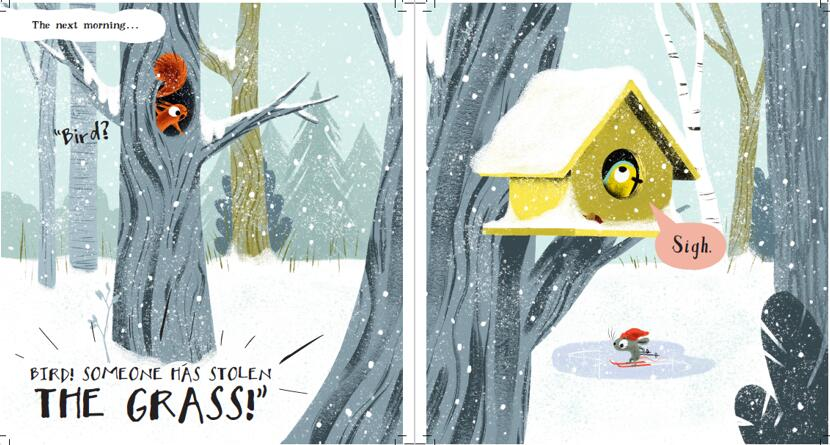 The next morning...
“Bird?
BIRD! SOMEONE HAS STOLEN
THE GRASS!”
Sigh.